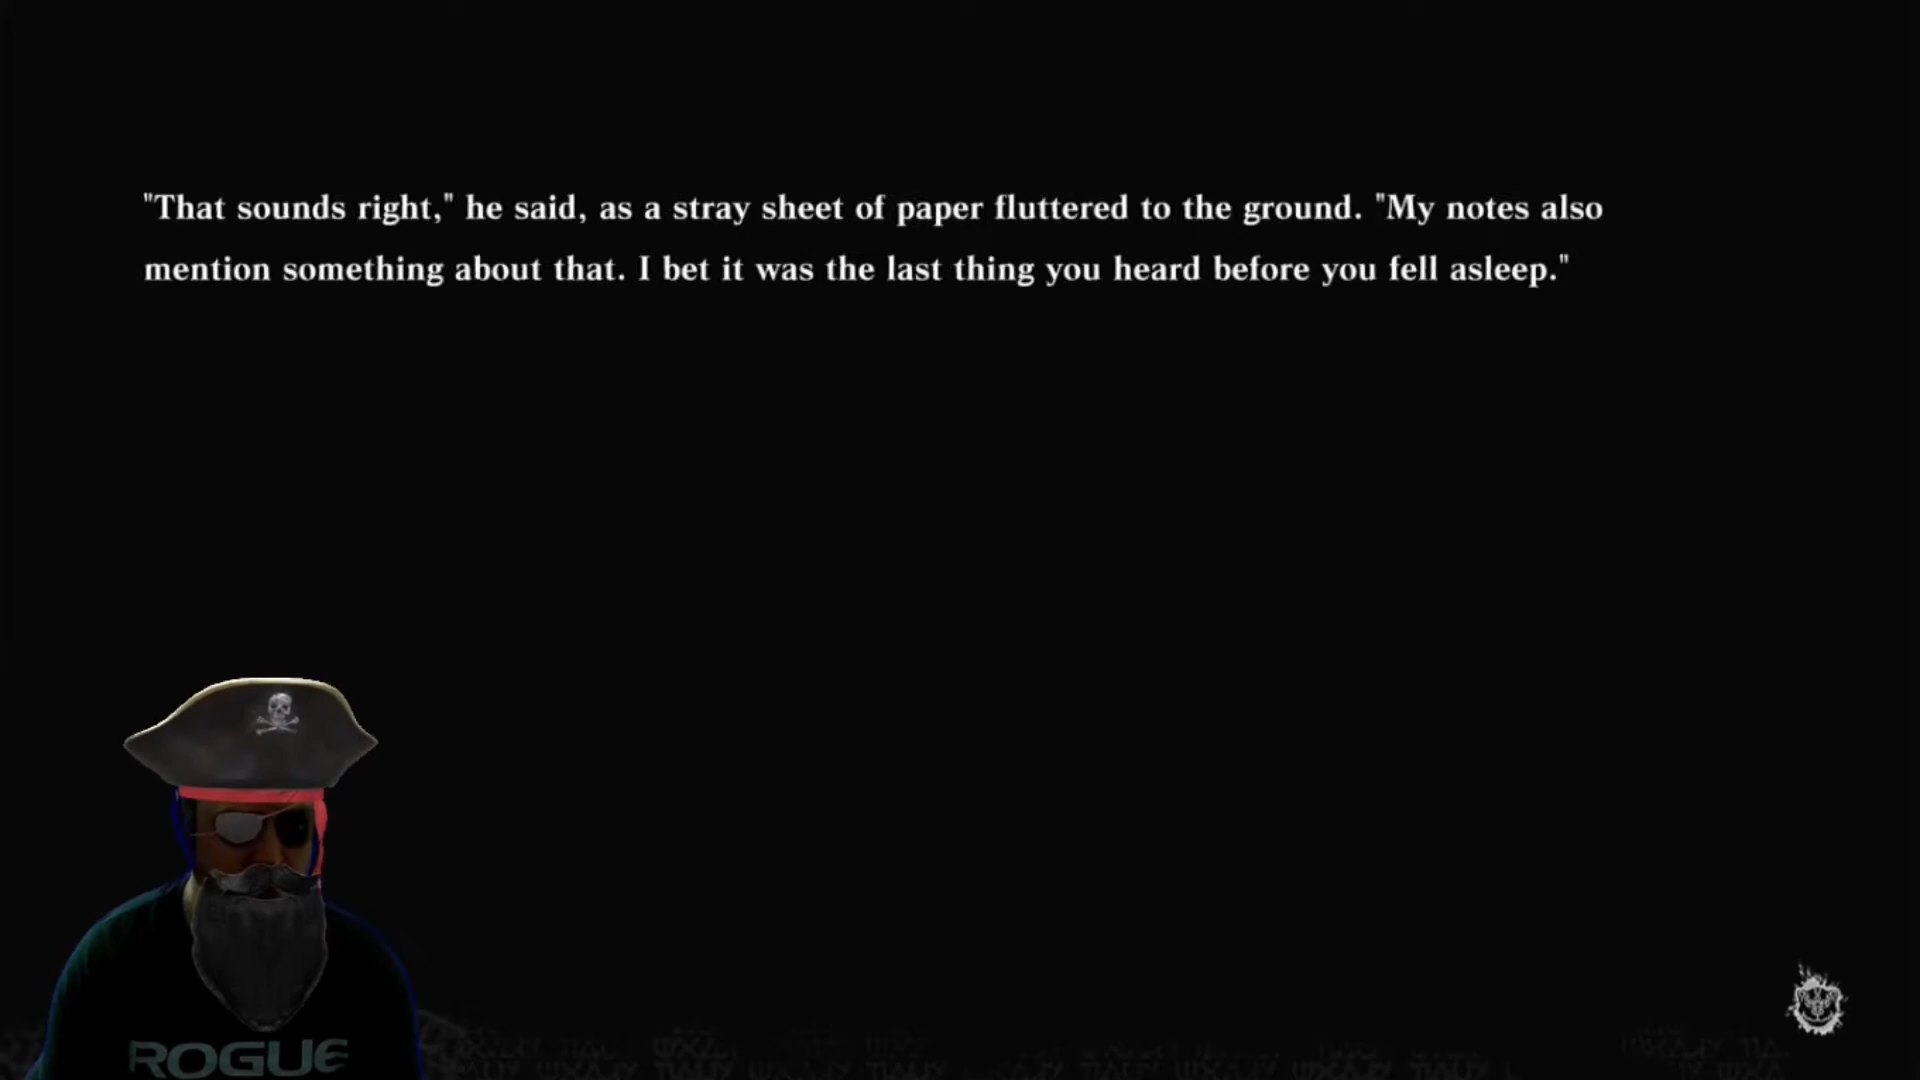 "That sounds right," he said, as a stray sheet of paper fluttered to the ground. "My notes also
mention something about that. I bet it was the last thing you heard before you fell asleep."
ROGUE